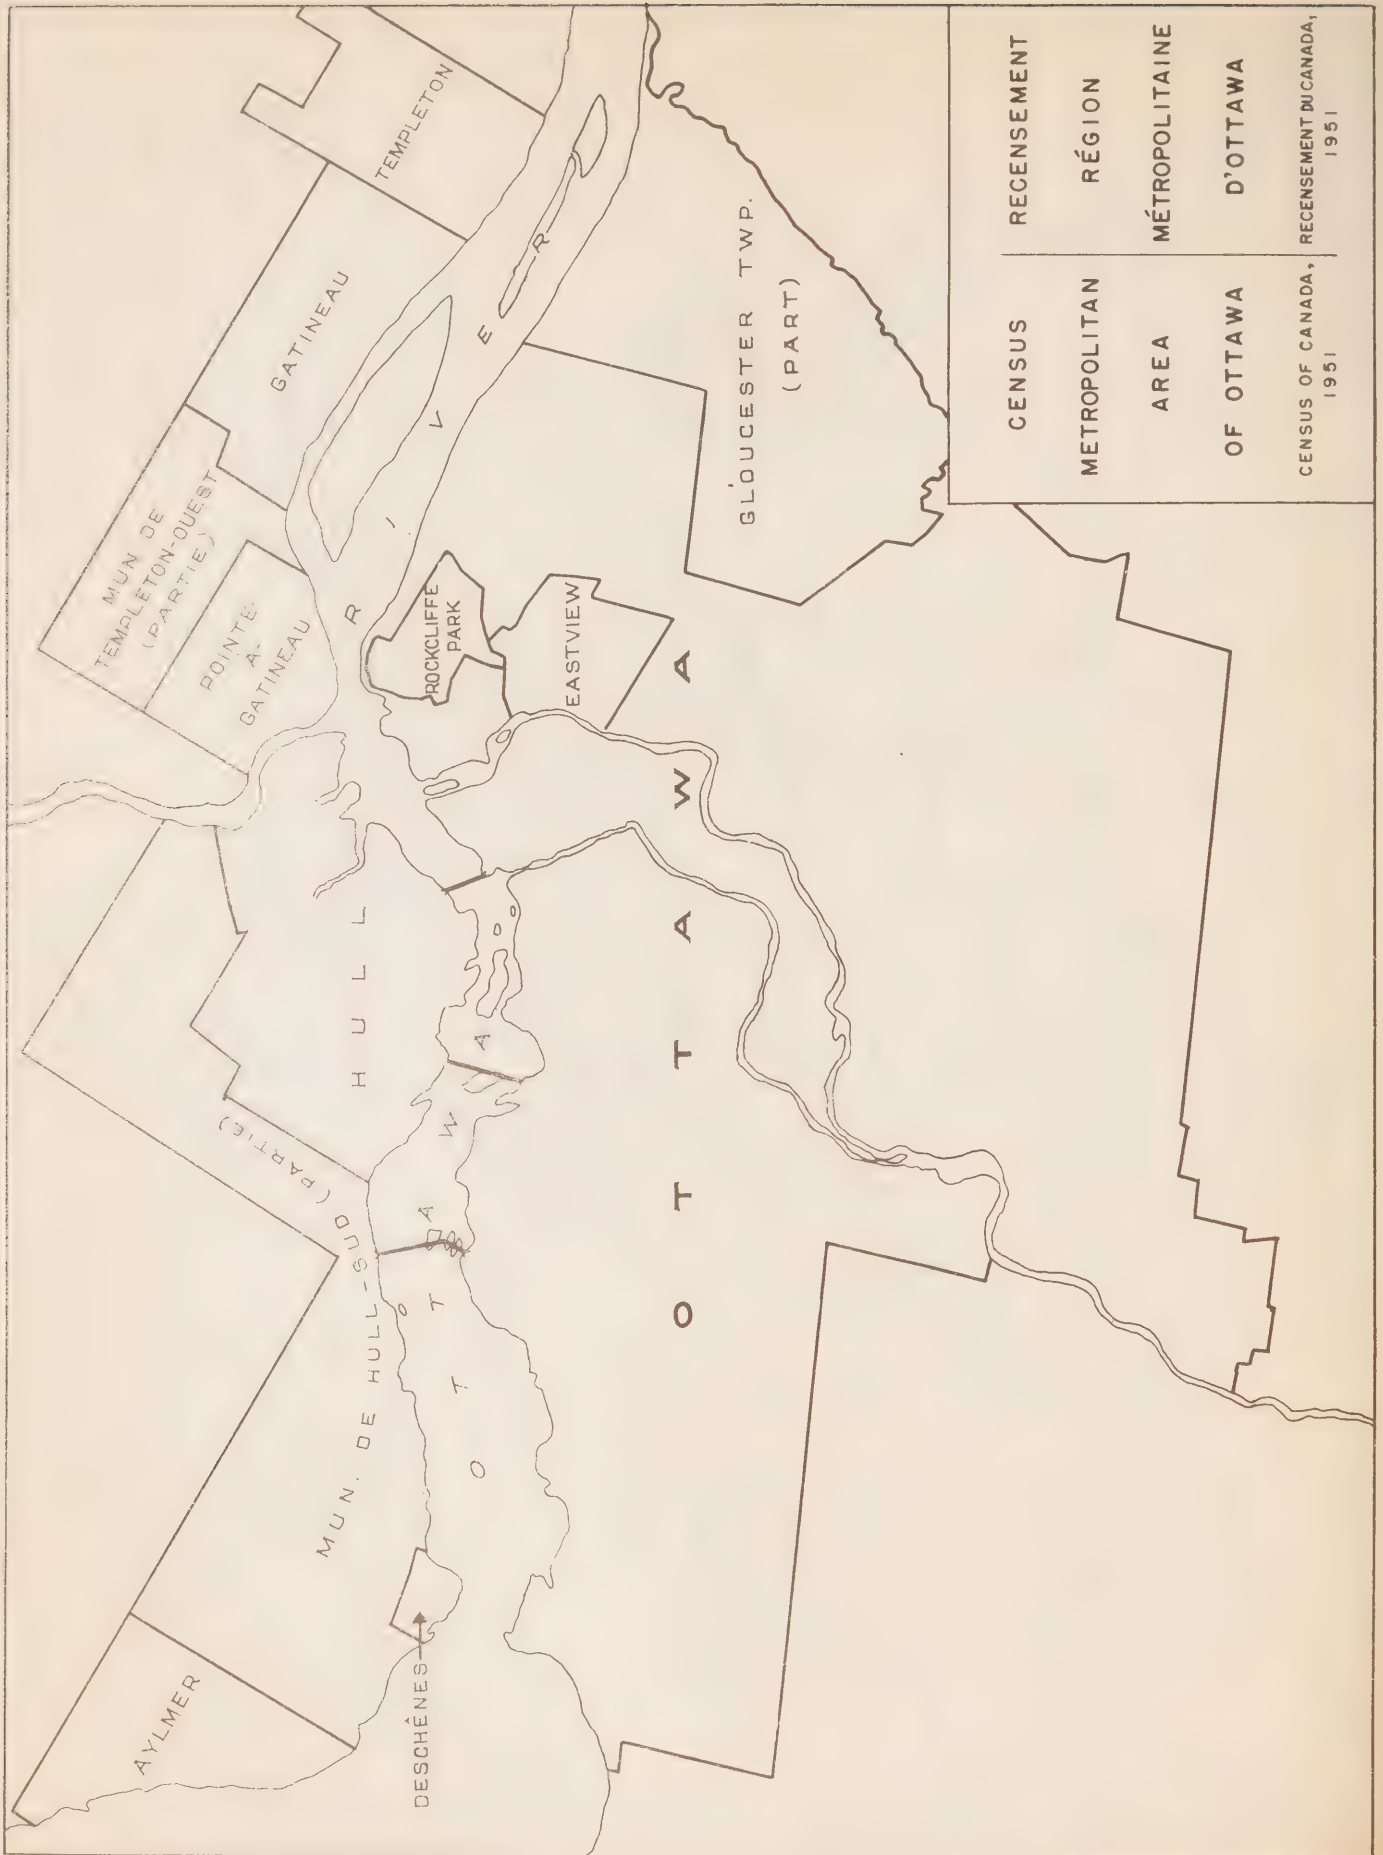 AYLMER
DESCHÊNES
MUN. DE HULL-SUD (PARTIE)
HULL
MUN DE
TEMPLETON-OUEST
(PARTIE)
POINTE-
A-
GATINEAU
GATINEAU
TEMPLETON
OTTAWA RIVER
ROCKCLIFFE
PARK
EASTVIEW
OTTAWA
GLOUCESTER TWP.
(PART)
CENSUS
METROPOLITAN
AREA
OF OTTAWA
CENSUS OF CANADA,
1951
RECENSEMENT
RÉGION
MÉTROPOLITAINE
D'OTTAWA
RECENSEMENT DU CANADA,
1951